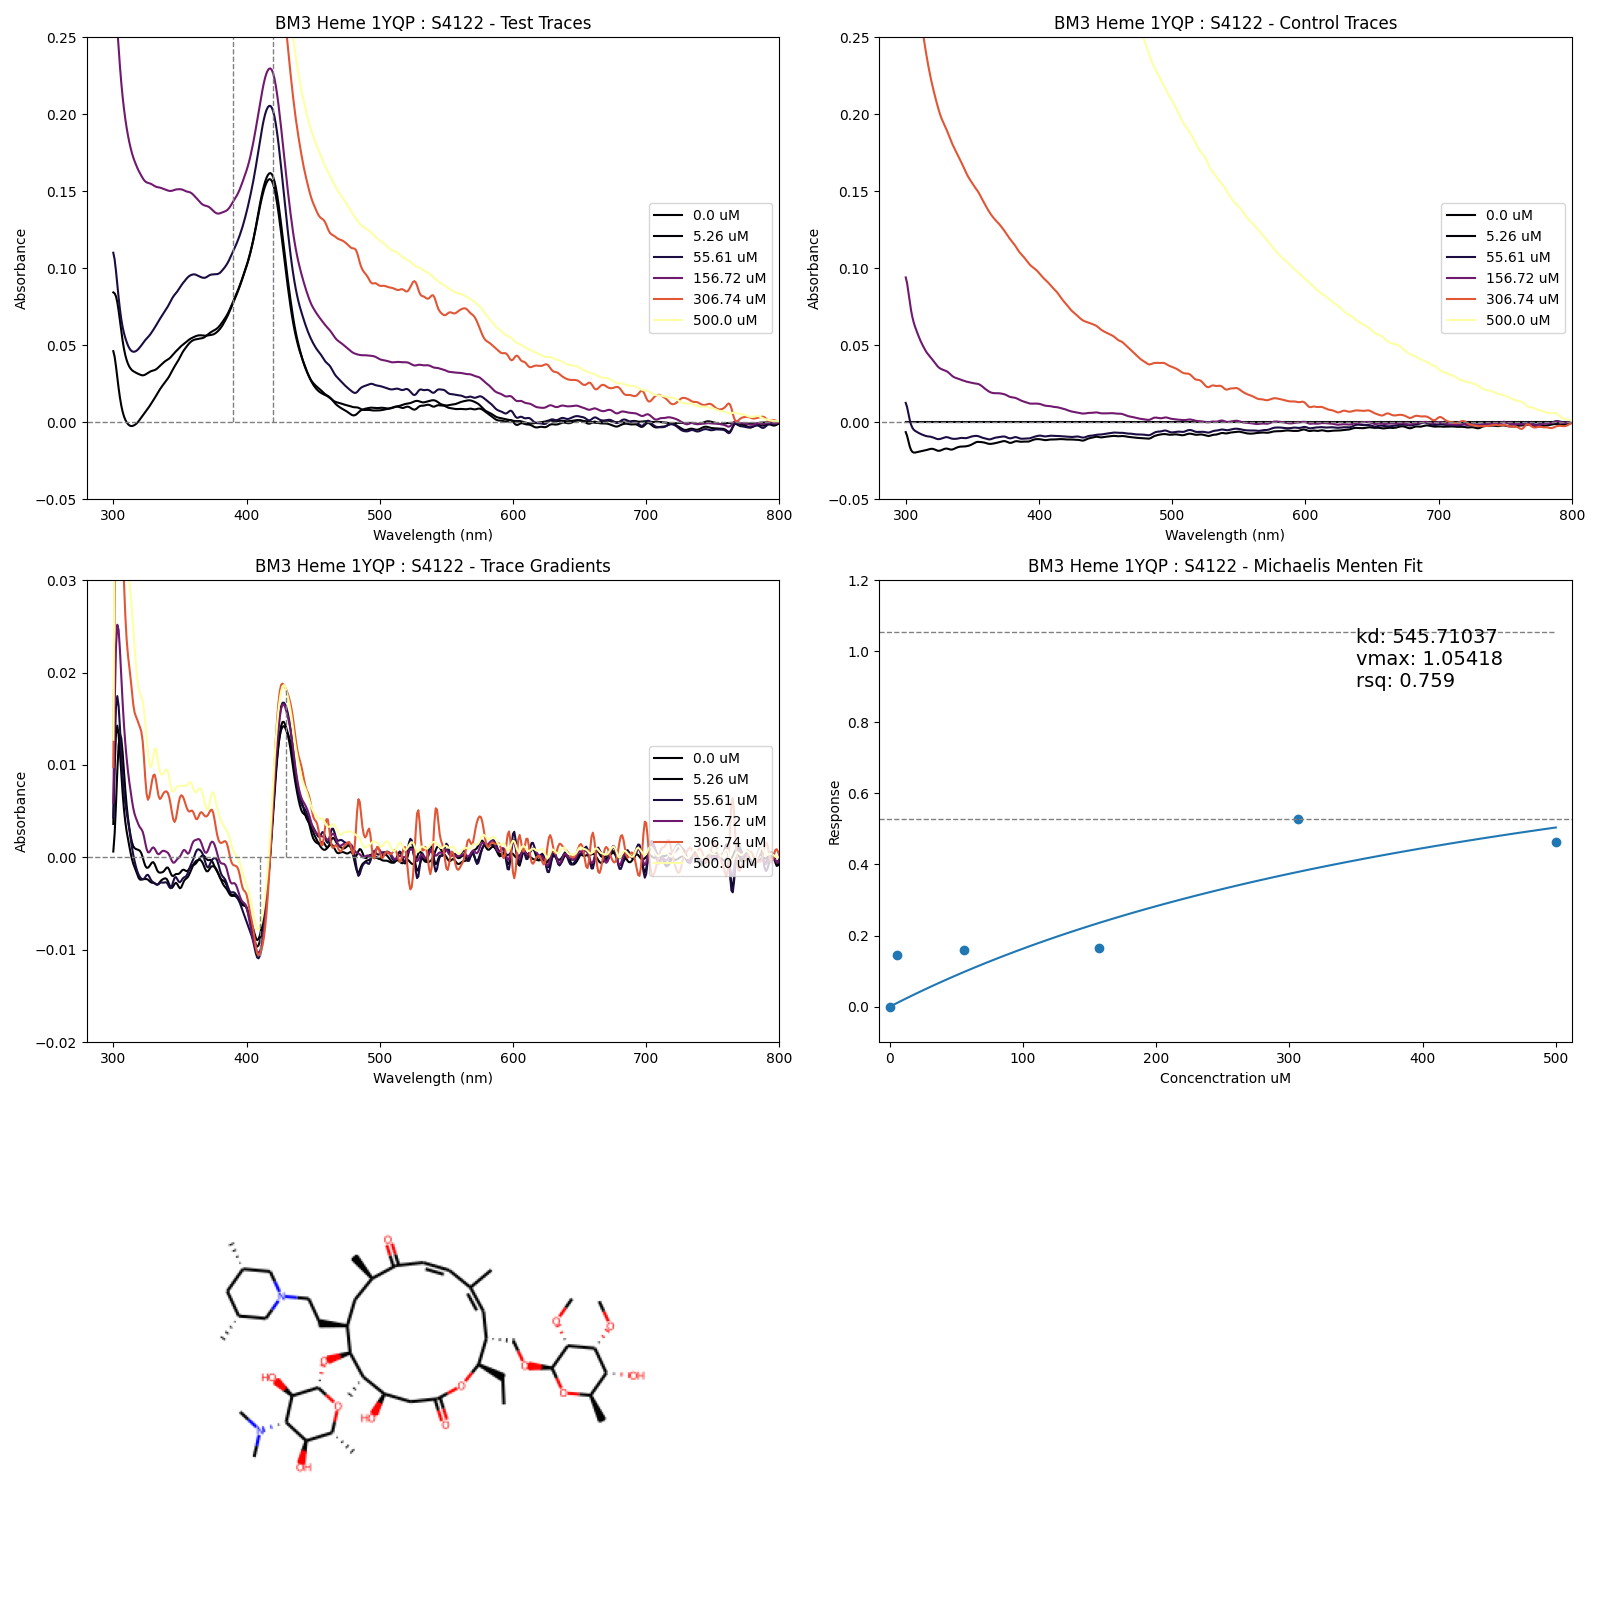 BM3 Heme 1YQP : S4122 - Test Traces
0.25
0.20
0.15
0.10
0.05
0.00
−0.05
Absorbance
300 400 500 600 700 800
Wavelength (nm)
0.0 uM
5.26 uM
55.61 uM
156.72 uM
306.74 uM
500.0 uM
BM3 Heme 1YQP : S4122 - Control Traces
0.25
0.20
0.15
0.10
0.05
0.00
−0.05
Absorbance
300 400 500 600 700 800
Wavelength (nm)
0.0 uM
5.26 uM
55.61 uM
156.72 uM
306.74 uM
500.0 uM
BM3 Heme 1YQP : S4122 - Trace Gradients
0.03
0.02
0.01
0.00
−0.01
−0.02
Absorbance
300 400 500 600 700 800
Wavelength (nm)
0.0 uM
5.26 uM
55.61 uM
156.72 uM
306.74 uM
500.0 uM
BM3 Heme 1YQP : S4122 - Michaelis Menten Fit
1.2
1.0
0.8
0.6
0.4
0.2
0.0
Response
0 100 200 300 400 500
Concenctration uM
kd: 545.71037
vmax: 1.05418
rsq: 0.759
O
N
O
O
O
O
OH
HO
O
O
O
HO
O
O
N
OH